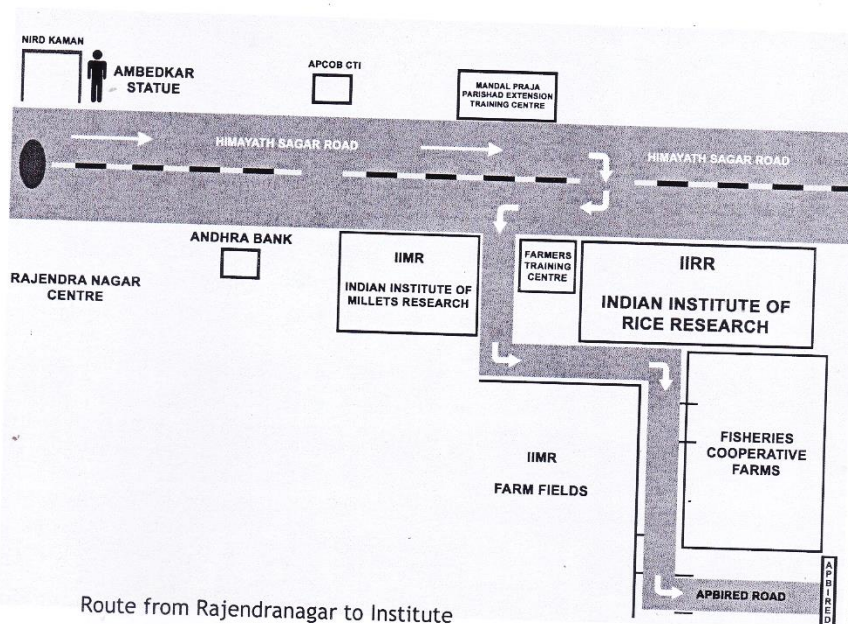 NIRD KAMAN
AMBEDKAR
STATUE
APCOB CTI
MANDAL PRAJA
PARISHAD EXTENSION
TRAINING CENTRE
HIMAYATH SAGAR ROAD
HIMAYATH SAGAR ROAD
ANDHRA BANK
RAJENDRA NAGAR
CENTRE
IIMR
INDIAN INSTITUTE OF
MILLETS RESEARCH
FARMERS
TRAINING
CENTRE
IIRR
INDIAN INSTITUTE OF
RICE RESEARCH
FISHERIES
COOPERATIVE
FARMS
IIMR
FARM FIELDS
APBIRED ROAD
APBIRED
Route from Rajendranagar to Institute